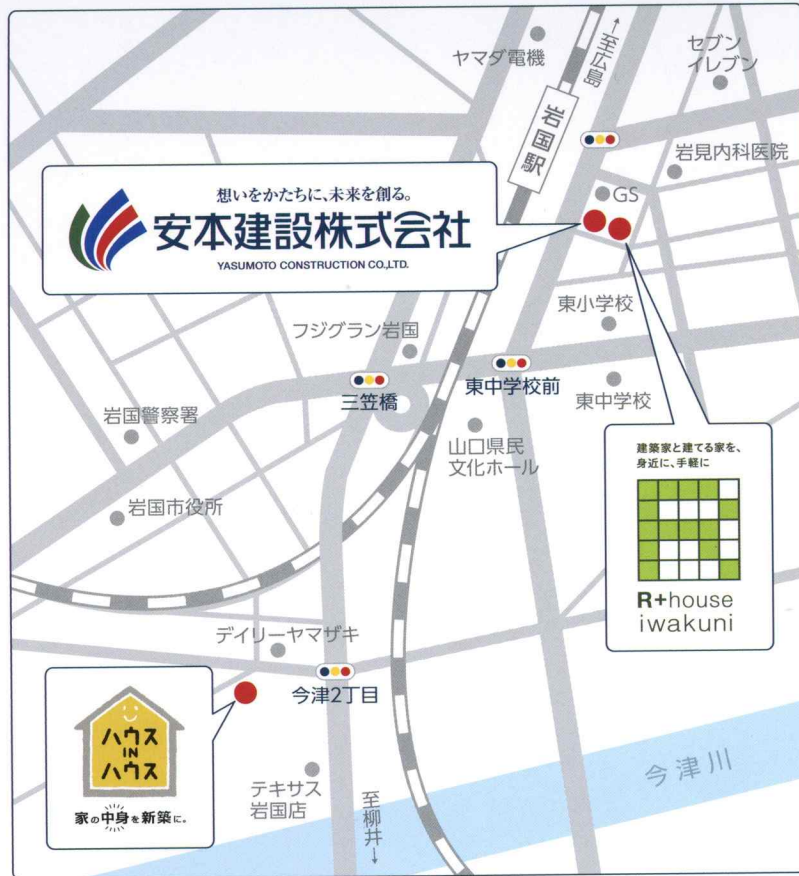 ヤマダ電機
至広島
セブン
イレブン
岩国駅
岩見内科医院
GS
想いをかたちに、未来を創る。
安本建設株式会社
YASUMOTO CONSTRUCTION CO.,LTD.
東小学校
フジグラン岩国
三笠橋
東中学校前
東中学校
岩国警察署
山口県民
文化ホール
岩国市役所
建築家と建てる家を、
身近に、手軽に
R+house
iwakuni
デイリーヤマザキ
今津2丁目
ハウス
IN
ハウス
家の中身を新築に。
テキサス
岩国店
至柳井
今津川